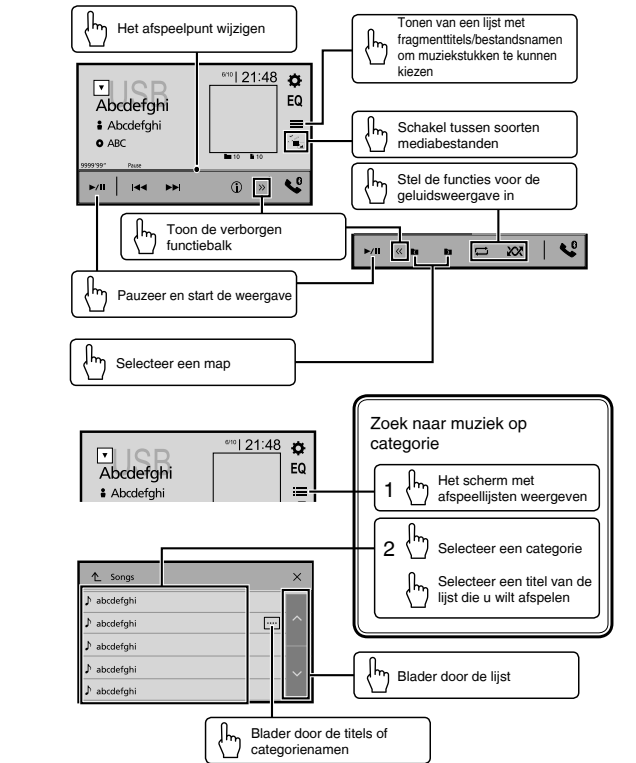 Het afspeelpunt wijzigen
Tonen van een lijst met
fragmenttitels/bestandsnamen
om muziekstukken te kunnen
kiezen
USB
6/10 | 21:48
EQ
Abcdefghi
Abcdefghi
ABC
10 10
9999'99" Pause
Schakel tussen soorten
mediabestanden
Stel de functies voor de
geluidsweergave in
Toon de verborgen
functiebalk
Pauzeer en start de weergave
Selecteer een map
USB
6/10 | 21:48
EQ
Abcdefghi
Abcdefghi
Zoek naar muziek op
categorie
1 Het scherm met
afspeellijsten weergeven
2 Selecteer een categorie
Selecteer een titel van de
lijst die u wilt afspelen
Songs
abcdefghi
abcdefghi
abcdefghi
abcdefghi
abcdefghi
Blader door de lijst
Blader door de titels of
categorienamen